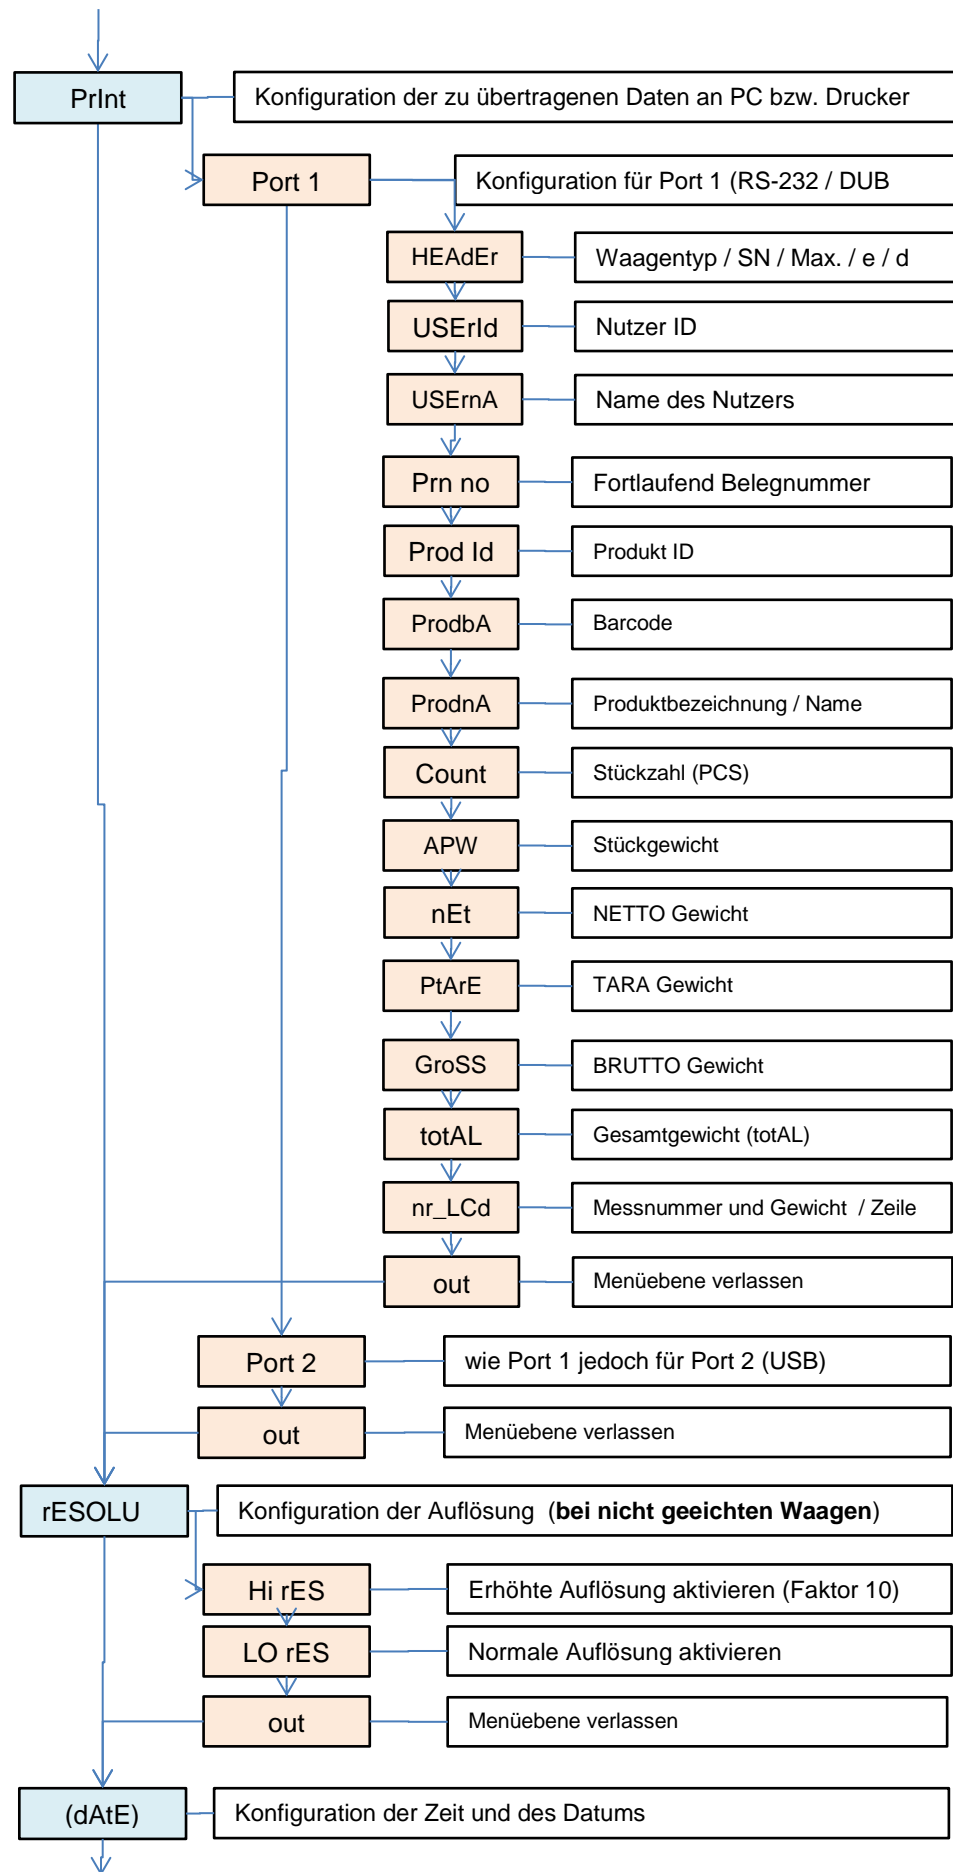 PrInt
Konfiguration der zu übertragenen Daten an PC bzw. Drucker
Port 1
Konfiguration für Port 1 (RS-232 / DUB
HEAdEr
Waagentyp / SN / Max. / e / d
USErId
Nutzer ID
USErnA
Name des Nutzers
Prn no
Fortlaufend Belegnummer
Prod Id
Produkt ID
ProdbA
Barcode
ProdnA
Produktbezeichnung / Name
Count
Stückzahl (PCS)
APW
Stückgewicht
nEt
NETTO Gewicht
PtArE
TARA Gewicht
GroSS
BRUTTO Gewicht
totAL
Gesamtgewicht (totAL)
nr_LCd
Messnummer und Gewicht / Zeile
out
Menüebene verlassen
Port 2
wie Port 1 jedoch für Port 2 (USB)
out
Menüebene verlassen
rESOLU
Konfiguration der Auflösung (bei nicht geeichten Waagen)
Hi rES
Erhöhte Auflösung aktivieren (Faktor 10)
LO rES
Normale Auflösung aktivieren
out
Menüebene verlassen
(dAtE)
Konfiguration der Zeit und des Datums